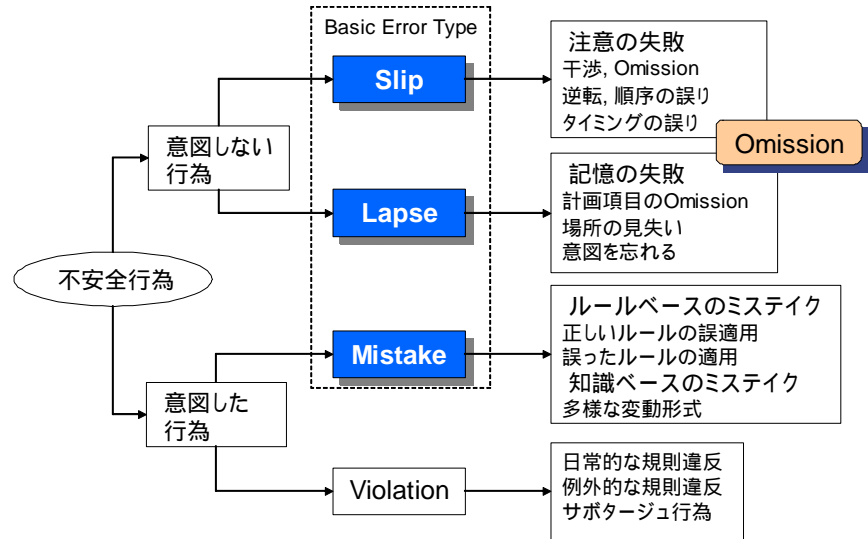 Basic Error Type
Slip
注意の失敗
干渉, Omission
逆転, 順序の誤り
タイミングの誤り
Omission
意図しない
行為
Lapse
記憶の失敗
計画項目のOmission
場所の見失い
意図を忘れる
不安全行為
Mistake
ルールベースのミステイク
正しいルールの誤適用
誤ったルールの適用
知識ベースのミステイク
多様な変動形式
意図した
行為
Violation
日常的な規則違反
例外的な規則違反
サボタージュ行為